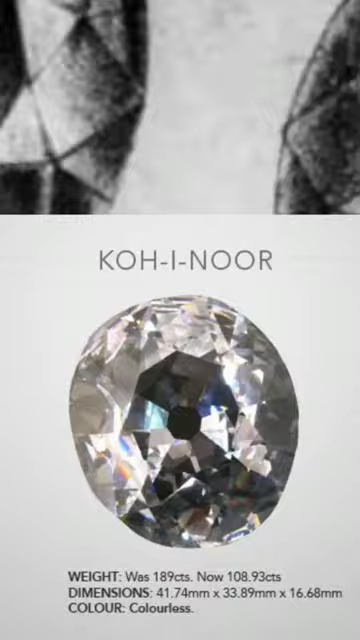 KOH-I-NOOR
WEIGHT: Was 189cts. Now 108.93cts
DIMENSIONS: 41.74mm x 33.89mm x 16.68mm
COLOUR: Colourless.